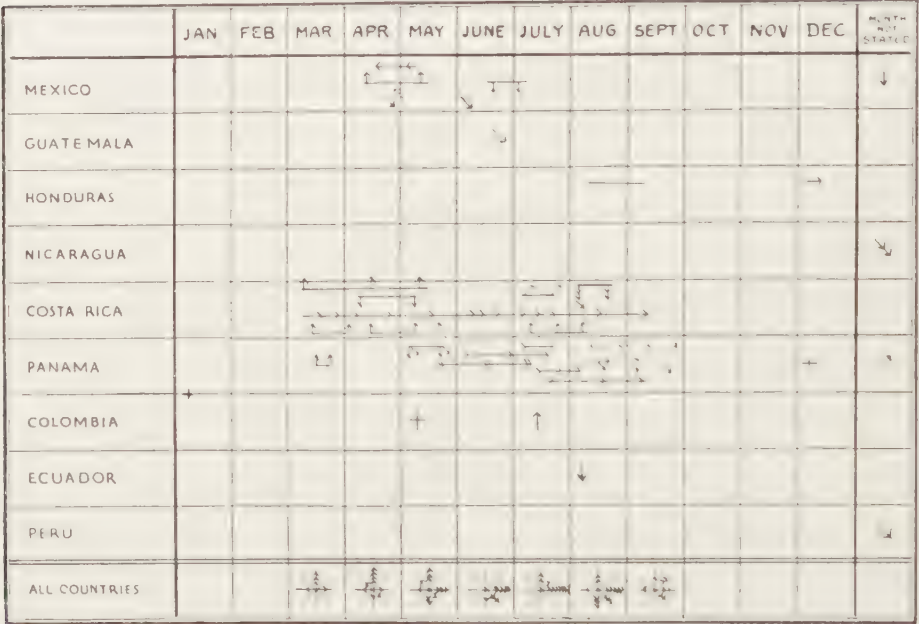 JAN FEB MAR APR MAY JUNE JULY AUG SEPT OCT NOV DEC MONTH NOT STATED
MEXICO
GUATEMALA
HONDURAS
NICARAGUA
COSTA RICA
PANAMA
COLOMBIA
ECUADOR
PERU
ALL COUNTRIES